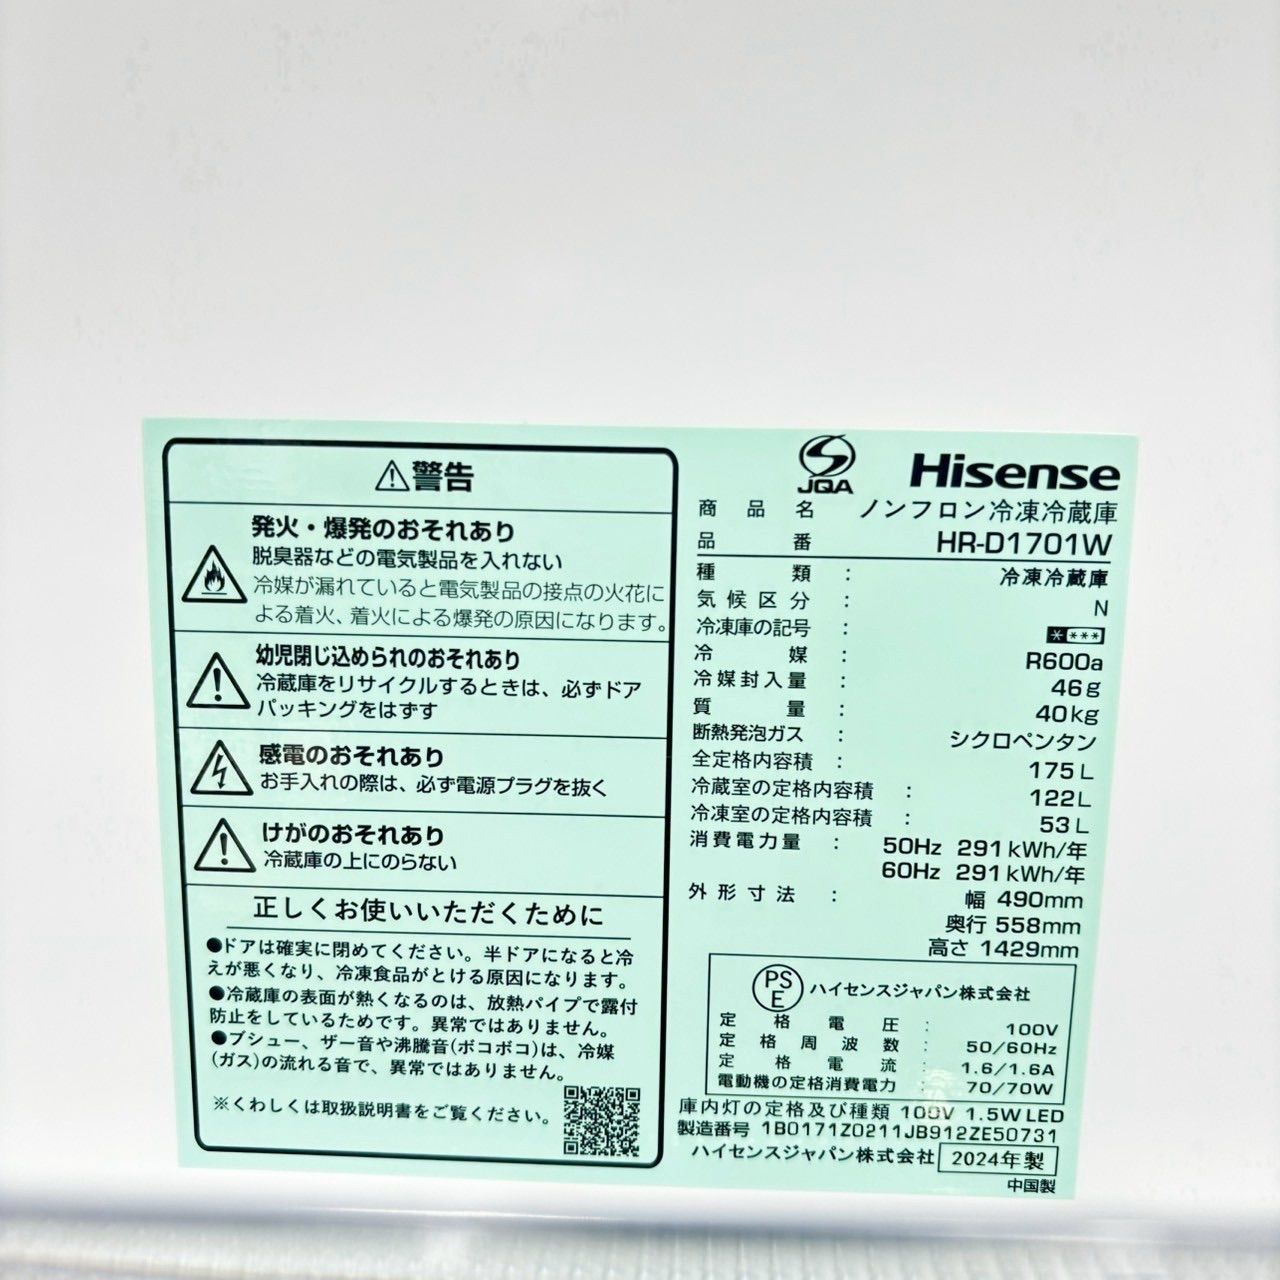 警告
発火・爆発のおそれあり
脱臭器などの電気製品を入れない
冷媒が漏れていると電気製品の接点の火花に
よる着火、着火による爆発の原因になります。
幼児閉じ込められのおそれあり
冷蔵庫をリサイクルするときは、必ずドア
パッキングをはずす
感電のおそれあり
お手入れの際は、必ず電源プラグを抜く
けがのおそれあり
冷蔵庫の上にのらない
正しくお使いいただくために
●ドアは確実に閉めてください。半ドアになると冷
えが悪くなり、冷凍食品がとける原因になります。
●冷蔵庫の表面が熱くなるのは、放熱パイプで露付
防止をしているためです。異常ではありません。
●ブシュー、ザー音や沸騰音(ボコボコ)は、冷媒
(ガス)の流れる音で、異常ではありません。
※くわしくは取扱説明書をご覧ください。
JQA
Hisense
商品名 ノンフロン冷凍冷蔵庫
品番 HR-D1701W
種類 : 冷凍冷蔵庫
気候区分 : N
冷凍庫の記号 : ****
冷媒 : R600a
冷媒封入量 : 46g
質量 : 40kg
断熱発泡ガス : シクロペンタン
全定格内容積 : 175L
冷蔵室の定格内容積 : 122L
冷凍室の定格内容積 : 53L
消費電力量 : 50Hz 291kWh/年
60Hz 291kWh/年
外形寸法 : 幅 490mm
奥行 558mm
高さ 1429mm
PSE ハイセンスジャパン株式会社
定格電圧 : 100V
定格周波数 : 50/60Hz
定格電流 : 1.6/1.6A
電動機の定格消費電力 : 70/70W
庫内灯の定格及び種類 100V 1.5W LED
製造番号 1B0171Z0211JB912ZE50731
ハイセンスジャパン株式会社 2024年製
中国製